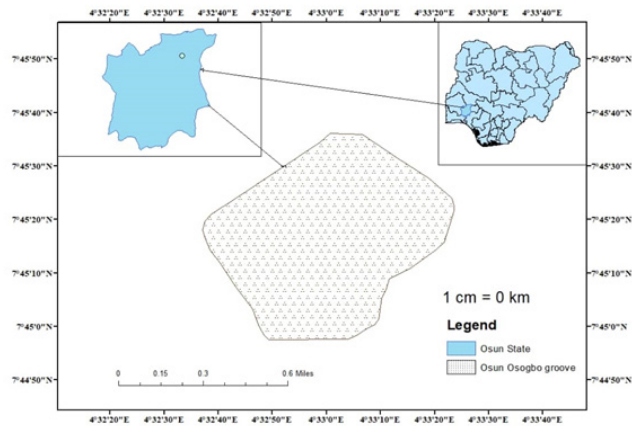 4°32'20"E 4°32'30"E 4°32'40"E 4°32'50"E 4°33'0"E 4°33'10"E 4°33'20"E 4°33'30"E 4°33'40"E
7°45'50"N 7°45'50"N
7°45'40"N 7°45'40"N
7°45'30"N 7°45'30"N
7°45'20"N 7°45'20"N
7°45'10"N 7°45'10"N
1 cm = 0 km
7°45'0"N Legend 7°45'0"N
Osun State
Osun Osogbo groove
0 0.15 0.3 0.6 Miles
7°44'50"N 7°44'50"N
4°32'20"E 4°32'30"E 4°32'40"E 4°32'50"E 4°33'0"E 4°33'10"E 4°33'20"E 4°33'30"E 4°33'40"E